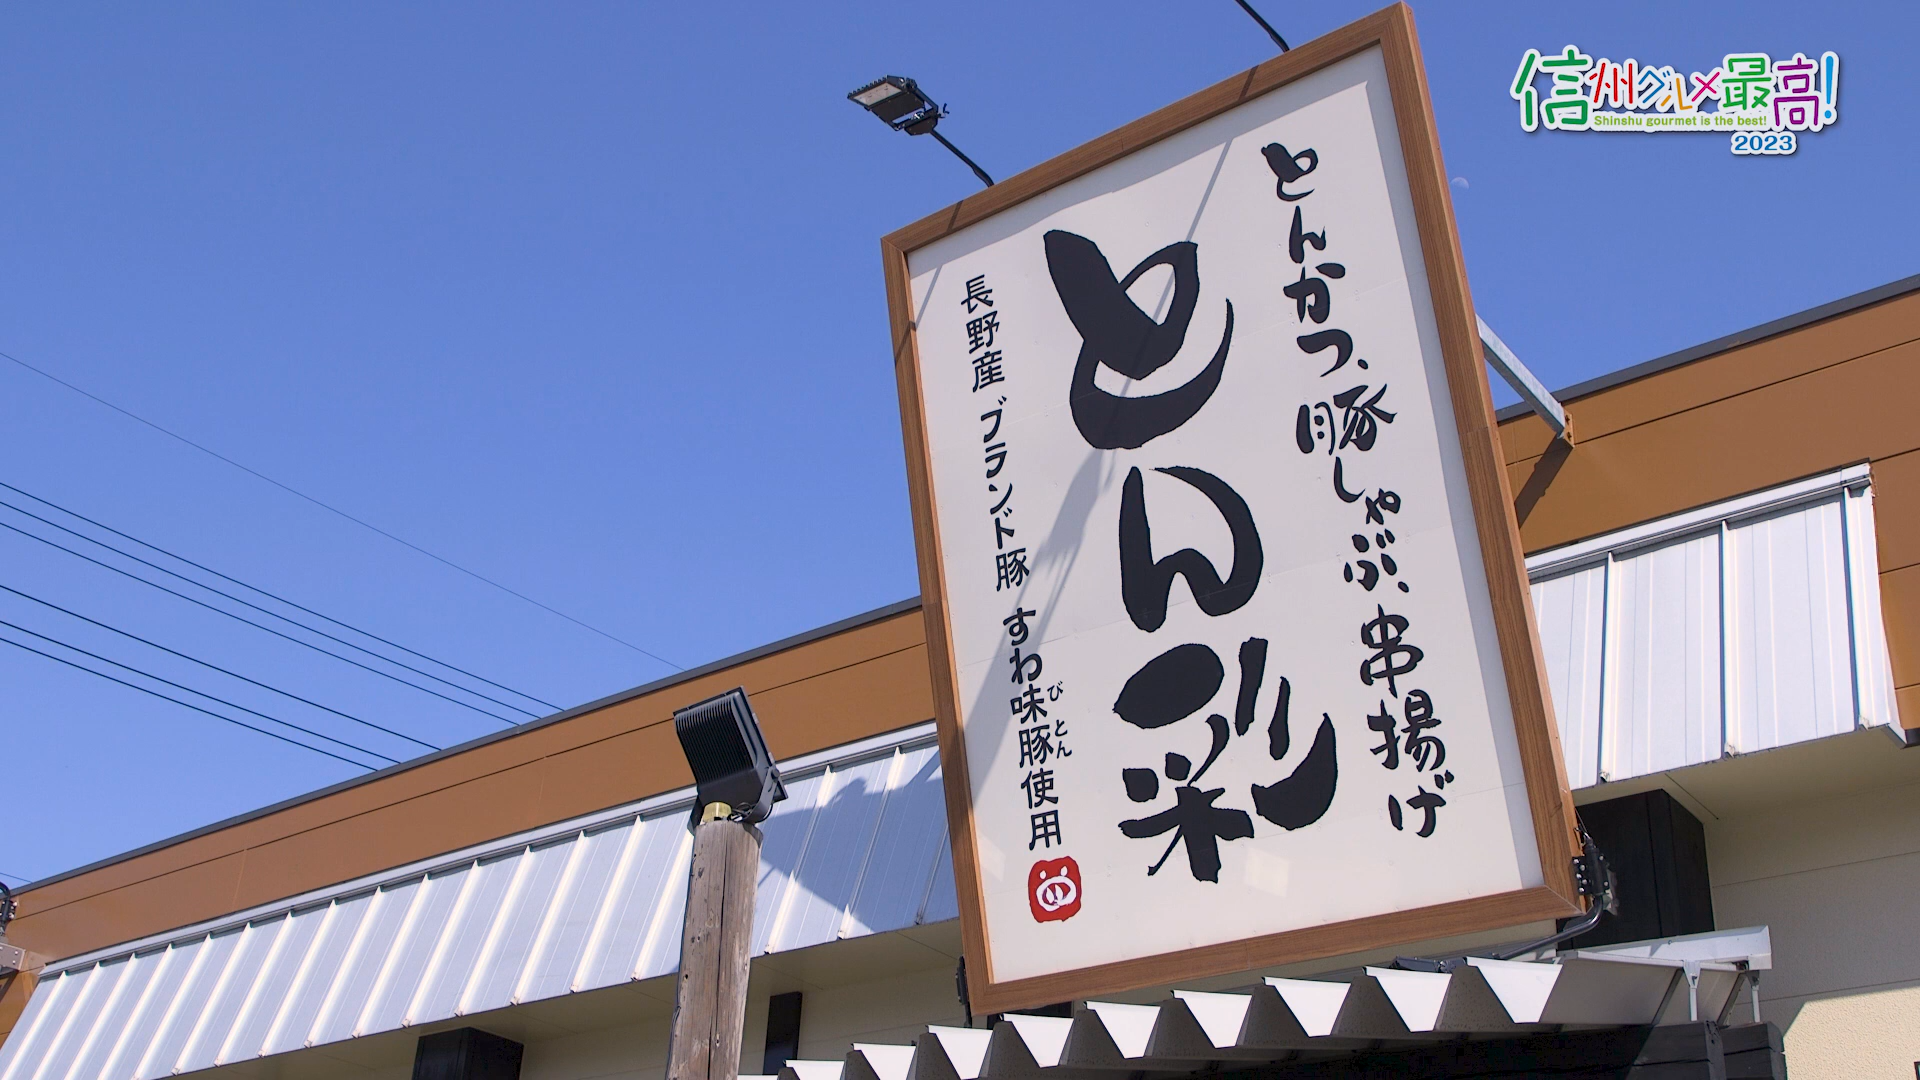 とんかつ、豚しゃぶ、串揚げ
とん彩
長野産 ブランド豚 すわ味豚使用
びとん
信州グルメ最高!
Shinshu gourmet is the best!
2023